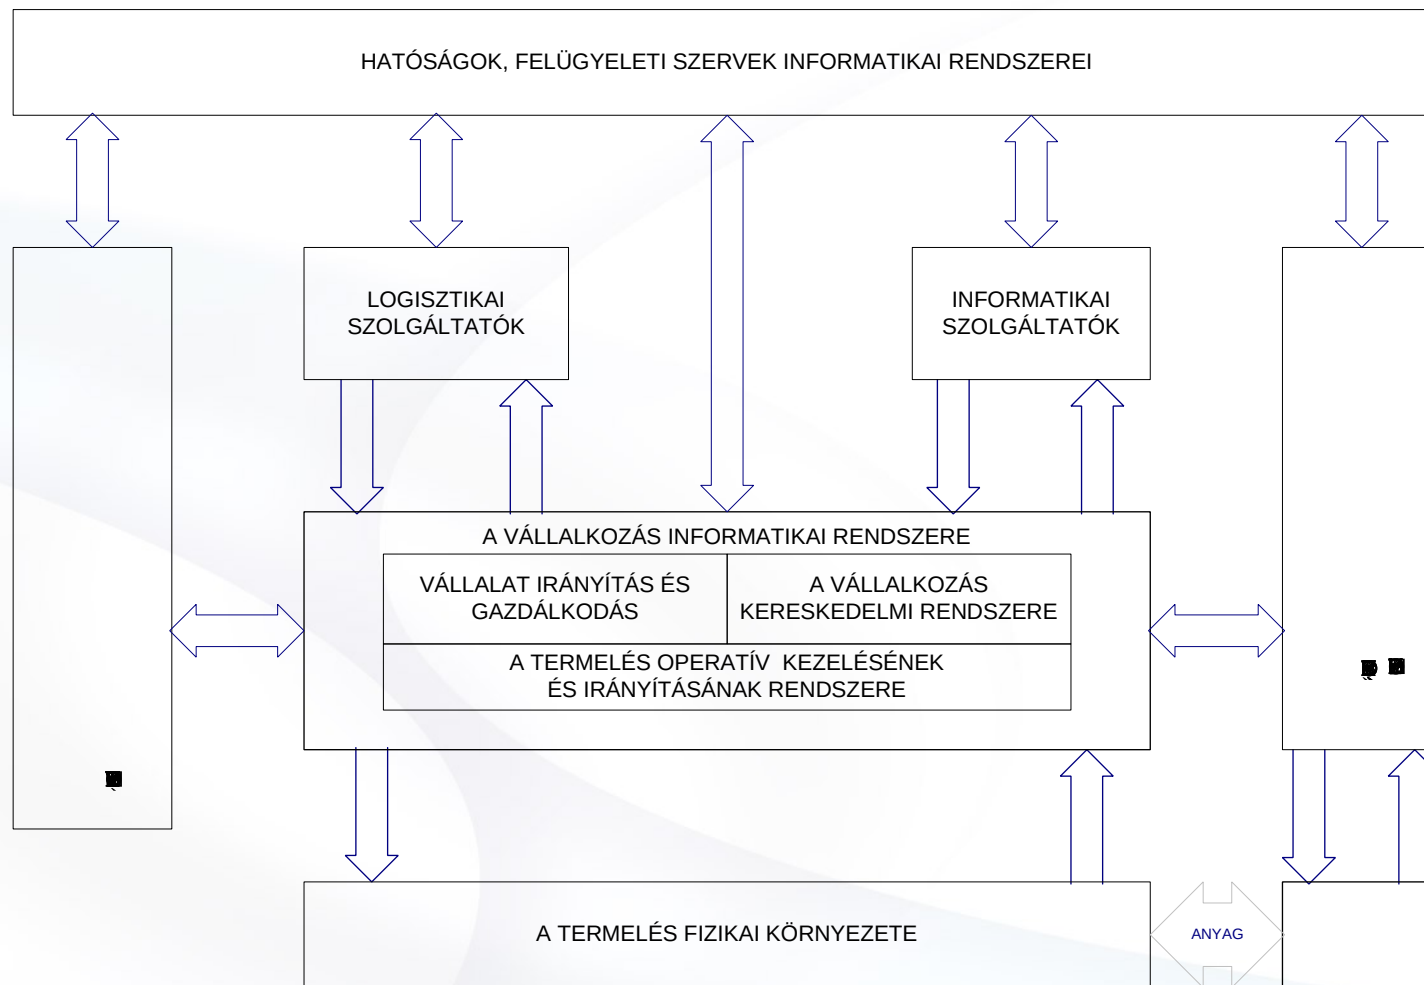 HATÓSÁGOK, FELÜGYELETI SZERVEK INFORMATIKAI RENDSZEREI
LOGISZTIKAI
SZOLGÁLTATÓK
INFORMATIKAI
SZOLGÁLTATÓK
A VÁLLALKOZÁS INFORMATIKAI RENDSZERE
VÁLLALAT IRÁNYÍTÁS ÉS
GAZDÁLKODÁS
A VÁLLALKOZÁS
KERESKEDELMI RENDSZERE
A TERMELÉS OPERATÍV  KEZELÉSÉNEK
ÉS IRÁNYÍTÁSÁNAK RENDSZERE
A TERMELÉS FIZIKAI KÖRNYEZETE
ANYAG